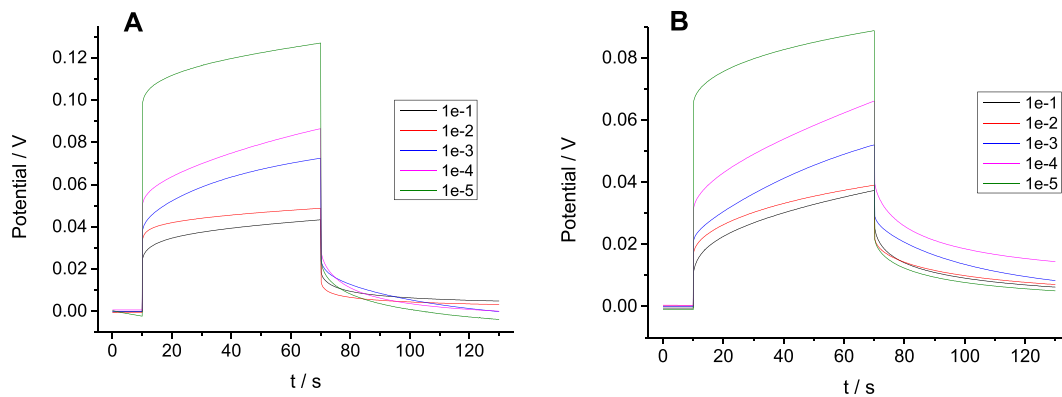 A
Potential / V
0.12
0.10
0.08
0.06
0.04
0.02
0.00
0 20 40 60 80 100 120
t / s
1e-1
1e-2
1e-3
1e-4
1e-5
B
Potential / V
0.08
0.06
0.04
0.02
0.00
0 20 40 60 80 100 120
t / s
1e-1
1e-2
1e-3
1e-4
1e-5